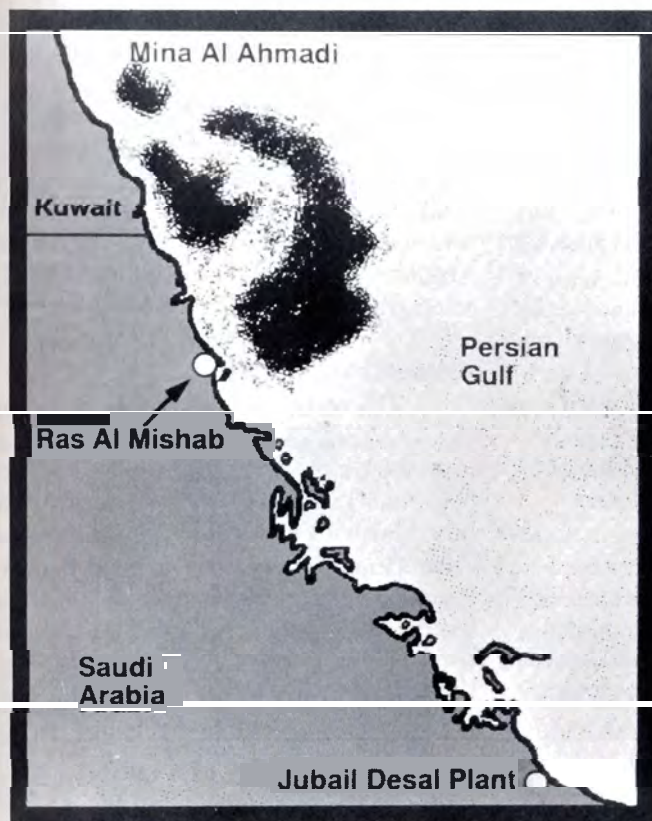 Mina Al Ahmadi
Kuwait
Persian
Gulf
Ras Al Mishab
Saudi
Arabia
Jubail Desal Plant